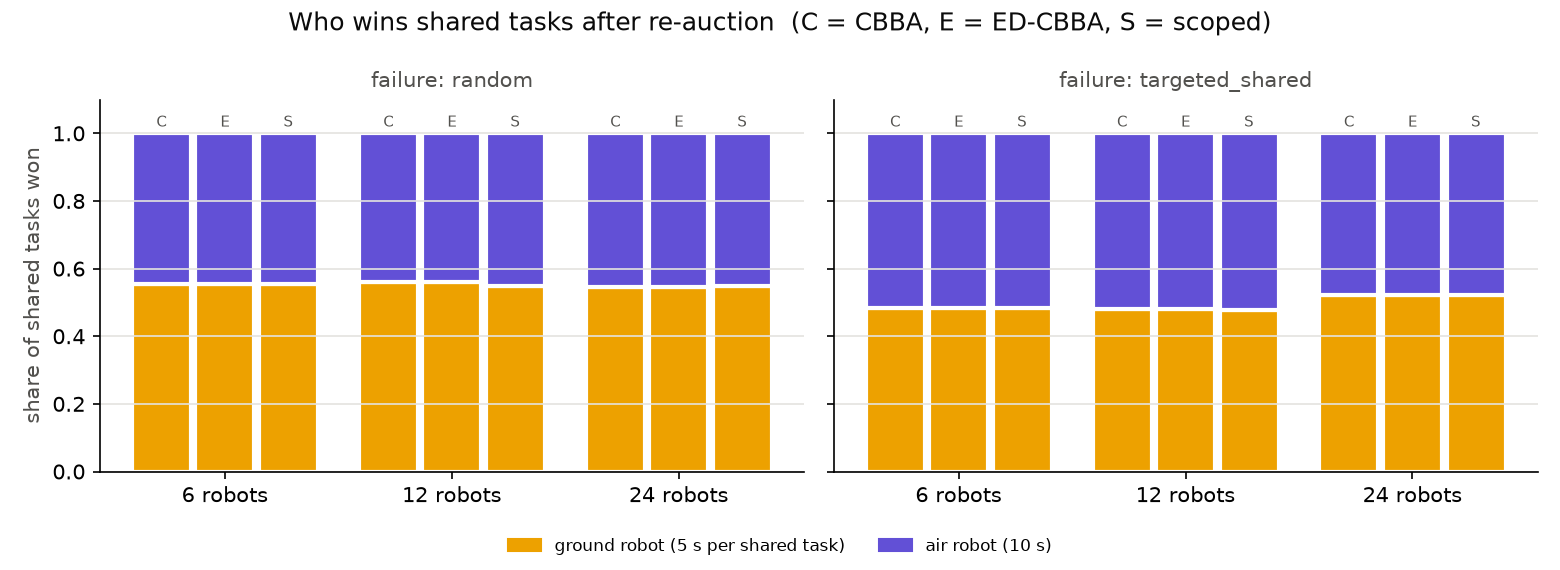 Who wins shared tasks after re-auction  (C = CBBA, E = ED-CBBA, S = scoped)
failure: random
failure: targeted_shared
share of shared tasks won
1.0
0.8
0.6
0.4
0.2
0.0
C E S C E S C E S
C E S C E S C E S
6 robots 12 robots 24 robots
6 robots 12 robots 24 robots
ground robot (5 s per shared task)
air robot (10 s)